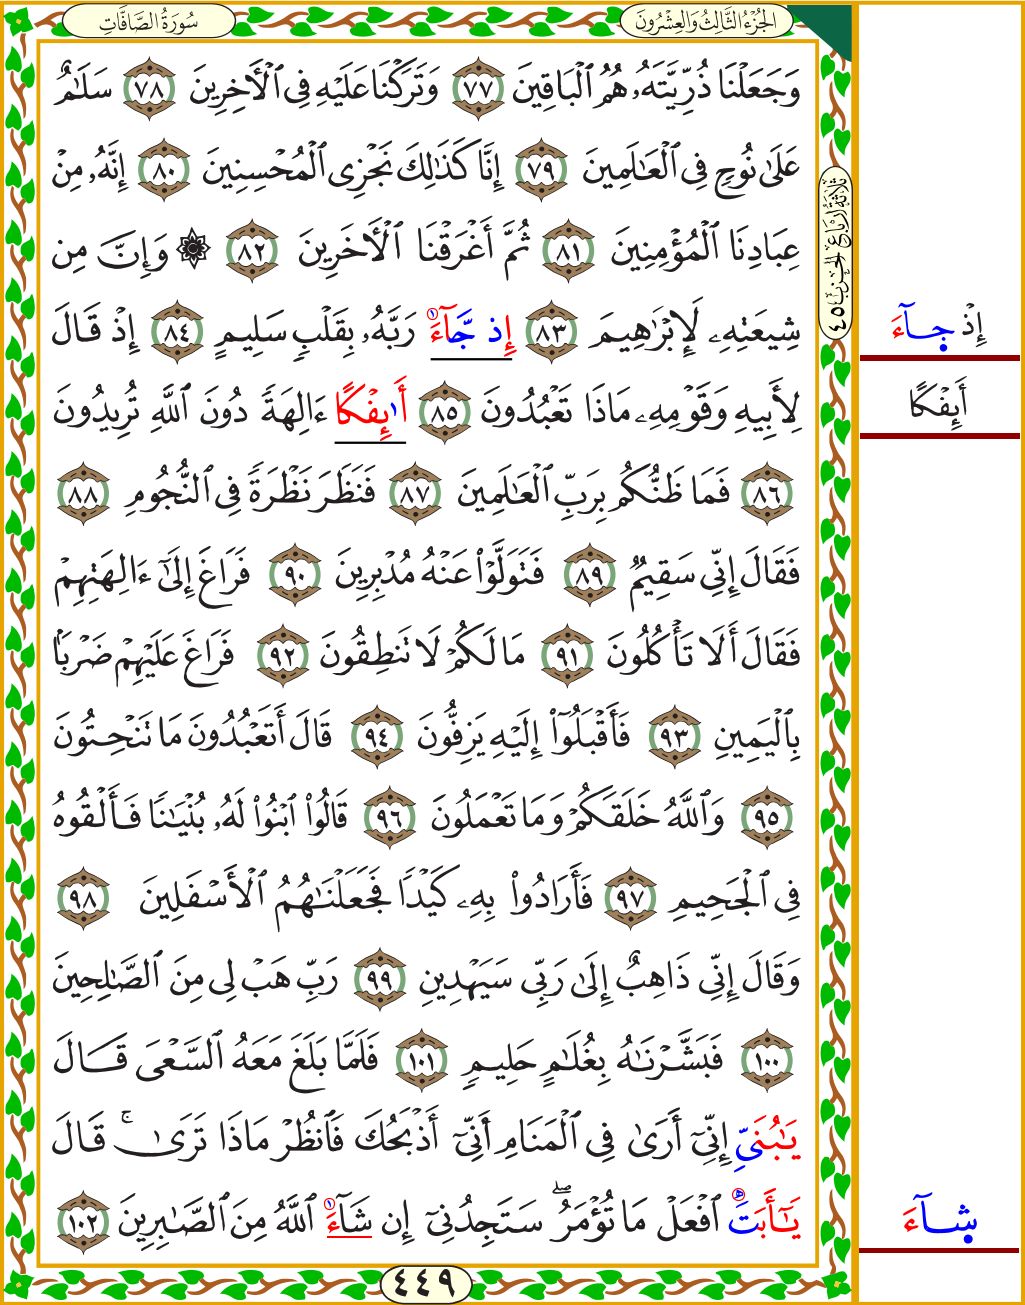 الجُزْءُ الثَّالِثُ وَالعِشْرُونَ
سُورَةُ الصَّافَّاتِ
وَجَعَلْنَا ذُرِّيَّتَهُۥ هُمُ ٱلْبَاقِينَ ٧٧ وَتَرَكْنَا عَلَيْهِ فِى ٱلْأَخِرِينَ ٧٨ سَلَـٰمٌ
عَلَىٰ نُوحٍ فِى ٱلْعَـٰلَمِينَ ٧٩ إِنَّا كَذَٰلِكَ نَجْزِى ٱلْمُحْسِنِينَ ٨٠ إِنَّهُۥ مِنْ
عِبَادِنَا ٱلْمُؤْمِنِينَ ٨١ ثُمَّ أَغْرَقْنَا ٱلْأَخَرِينَ ٨٢ ۞ وَإِنَّ مِن
شِيعَتِهِۦ لَإِبْرَٰهِيمَ ٨٣ إِذ جَّآءَ رَبَّهُۥ بِقَلْبٍ سَلِيمٍ ٨٤ إِذْ قَالَ
لِأَبِيهِ وَقَوْمِهِۦ مَاذَا تَعْبُدُونَ ٨٥ أَٰ۬ئِفْكًا ءَالِهَةً دُونَ ٱللَّهِ تُرِيدُونَ
٨٦ فَمَا ظَنُّكُم بِرَبِّ ٱلْعَـٰلَمِينَ ٨٧ فَنَظَرَ نَظْرَةً فِى ٱلنُّجُومِ ٨٨
فَقَالَ إِنِّى سَقِيمٌ ٨٩ فَتَوَلَّوْا۟ عَنْهُ مُدْبِرِينَ ٩٠ فَرَاغَ إِلَىٰٓ ءَالِهَتِهِمْ
فَقَالَ أَلَا تَأْكُلُونَ ٩١ مَا لَكُمْ لَا تَنطِقُونَ ٩٢ فَرَاغَ عَلَيْهِمْ ضَرْبًۢا
بِٱلْيَمِينِ ٩٣ فَأَقْبَلُوٓا۟ إِلَيْهِ يَزِفُّونَ ٩٤ قَالَ أَتَعْبُدُونَ مَا تَنْحِتُونَ
٩٥ وَٱللَّهُ خَلَقَكُمْ وَمَا تَعْمَلُونَ ٩٦ قَالُوا۟ ٱبْنُوا۟ لَهُۥ بُنْيَـٰنًا فَأَلْقُوهُ
فِى ٱلْجَحِيمِ ٩٧ فَأَرَادُوا۟ بِهِۦ كَيْدًا فَجَعَلْنَـٰهُمُ ٱلْأَسْفَلِينَ ٩٨
وَقَالَ إِنِّى ذَاهِبٌ إِلَىٰ رَبِّى سَيَهْدِينِ ٩٩ رَبِّ هَبْ لِى مِنَ ٱلصَّـٰلِحِينَ
١٠٠ فَبَشَّرْنَـٰهُ بِغُلَـٰمٍ حَلِيمٍ ١٠١ فَلَمَّا بَلَغَ مَعَهُ ٱلسَّعْىَ قَـالَ
يَـٰبُنَىِّ إِنِّىٓ أَرَىٰ فِى ٱلْمَنَامِ أَنِّىٓ أَذْبَحُكَ فَٱنظُرْ مَاذَا تَرَىٰ ۚ قَـالَ
يَـٰٓأَبَتَ ٱفْعَلْ مَا تُؤْمَرُ ۖ سَتَجِدُنِىٓ إِن شَآءَ ٱللَّهُ مِنَ ٱلصَّـٰبِرِينَ ١٠٢
ثلاثة أرباع الحزب ٤٥
إِذْ جآءَ
أَئِفْكًا
شآءَ
٤٤٩